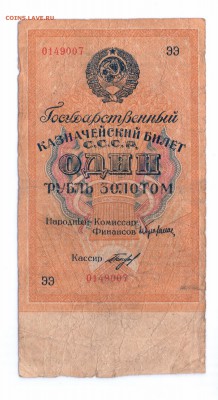 COINS.LAVE.RU
0149007 ЭЭ
Государственный
КАЗНАЧЕЙСКИЙ БИЛЕТ
С.С.С.Р.
ОДИН
РУБЛЬ ЗОЛОТОМ
Народный Комиссар
Финансов
Кассир
ЭЭ 0149007